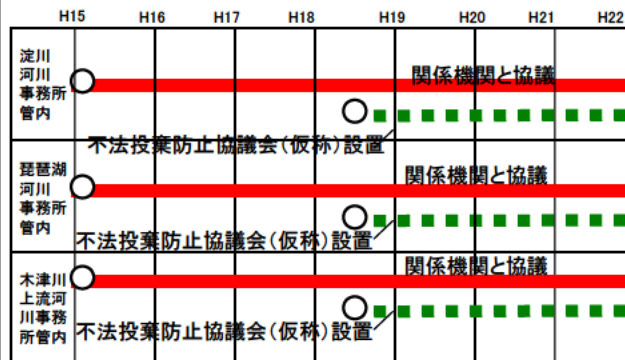 H15 H16 H17 H18 H19 H20 H21 H22
淀川
河川
事務所
管内
関係機関と協議
不法投棄防止協議会(仮称)設置
琵琶湖
河川
事務所
管内
関係機関と協議
不法投棄防止協議会(仮称)設置
木津川
上流河
川事務
所管内
関係機関と協議
不法投棄防止協議会(仮称)設置